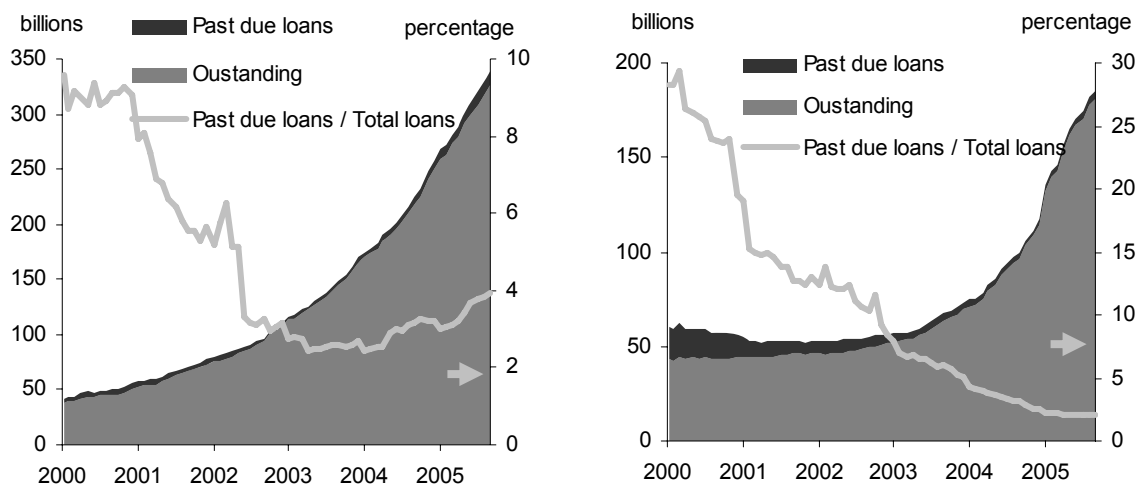 billions
percentage
Past due loans
Oustanding
Past due loans / Total loans
350
300
250
200
150
100
50
0
10
8
6
4
2
0
2000 2001 2002 2003 2004 2005
billions
percentage
Past due loans
Oustanding
Past due loans / Total loans
200
150
100
50
0
30
25
20
15
10
5
0
2000 2001 2002 2003 2004 2005